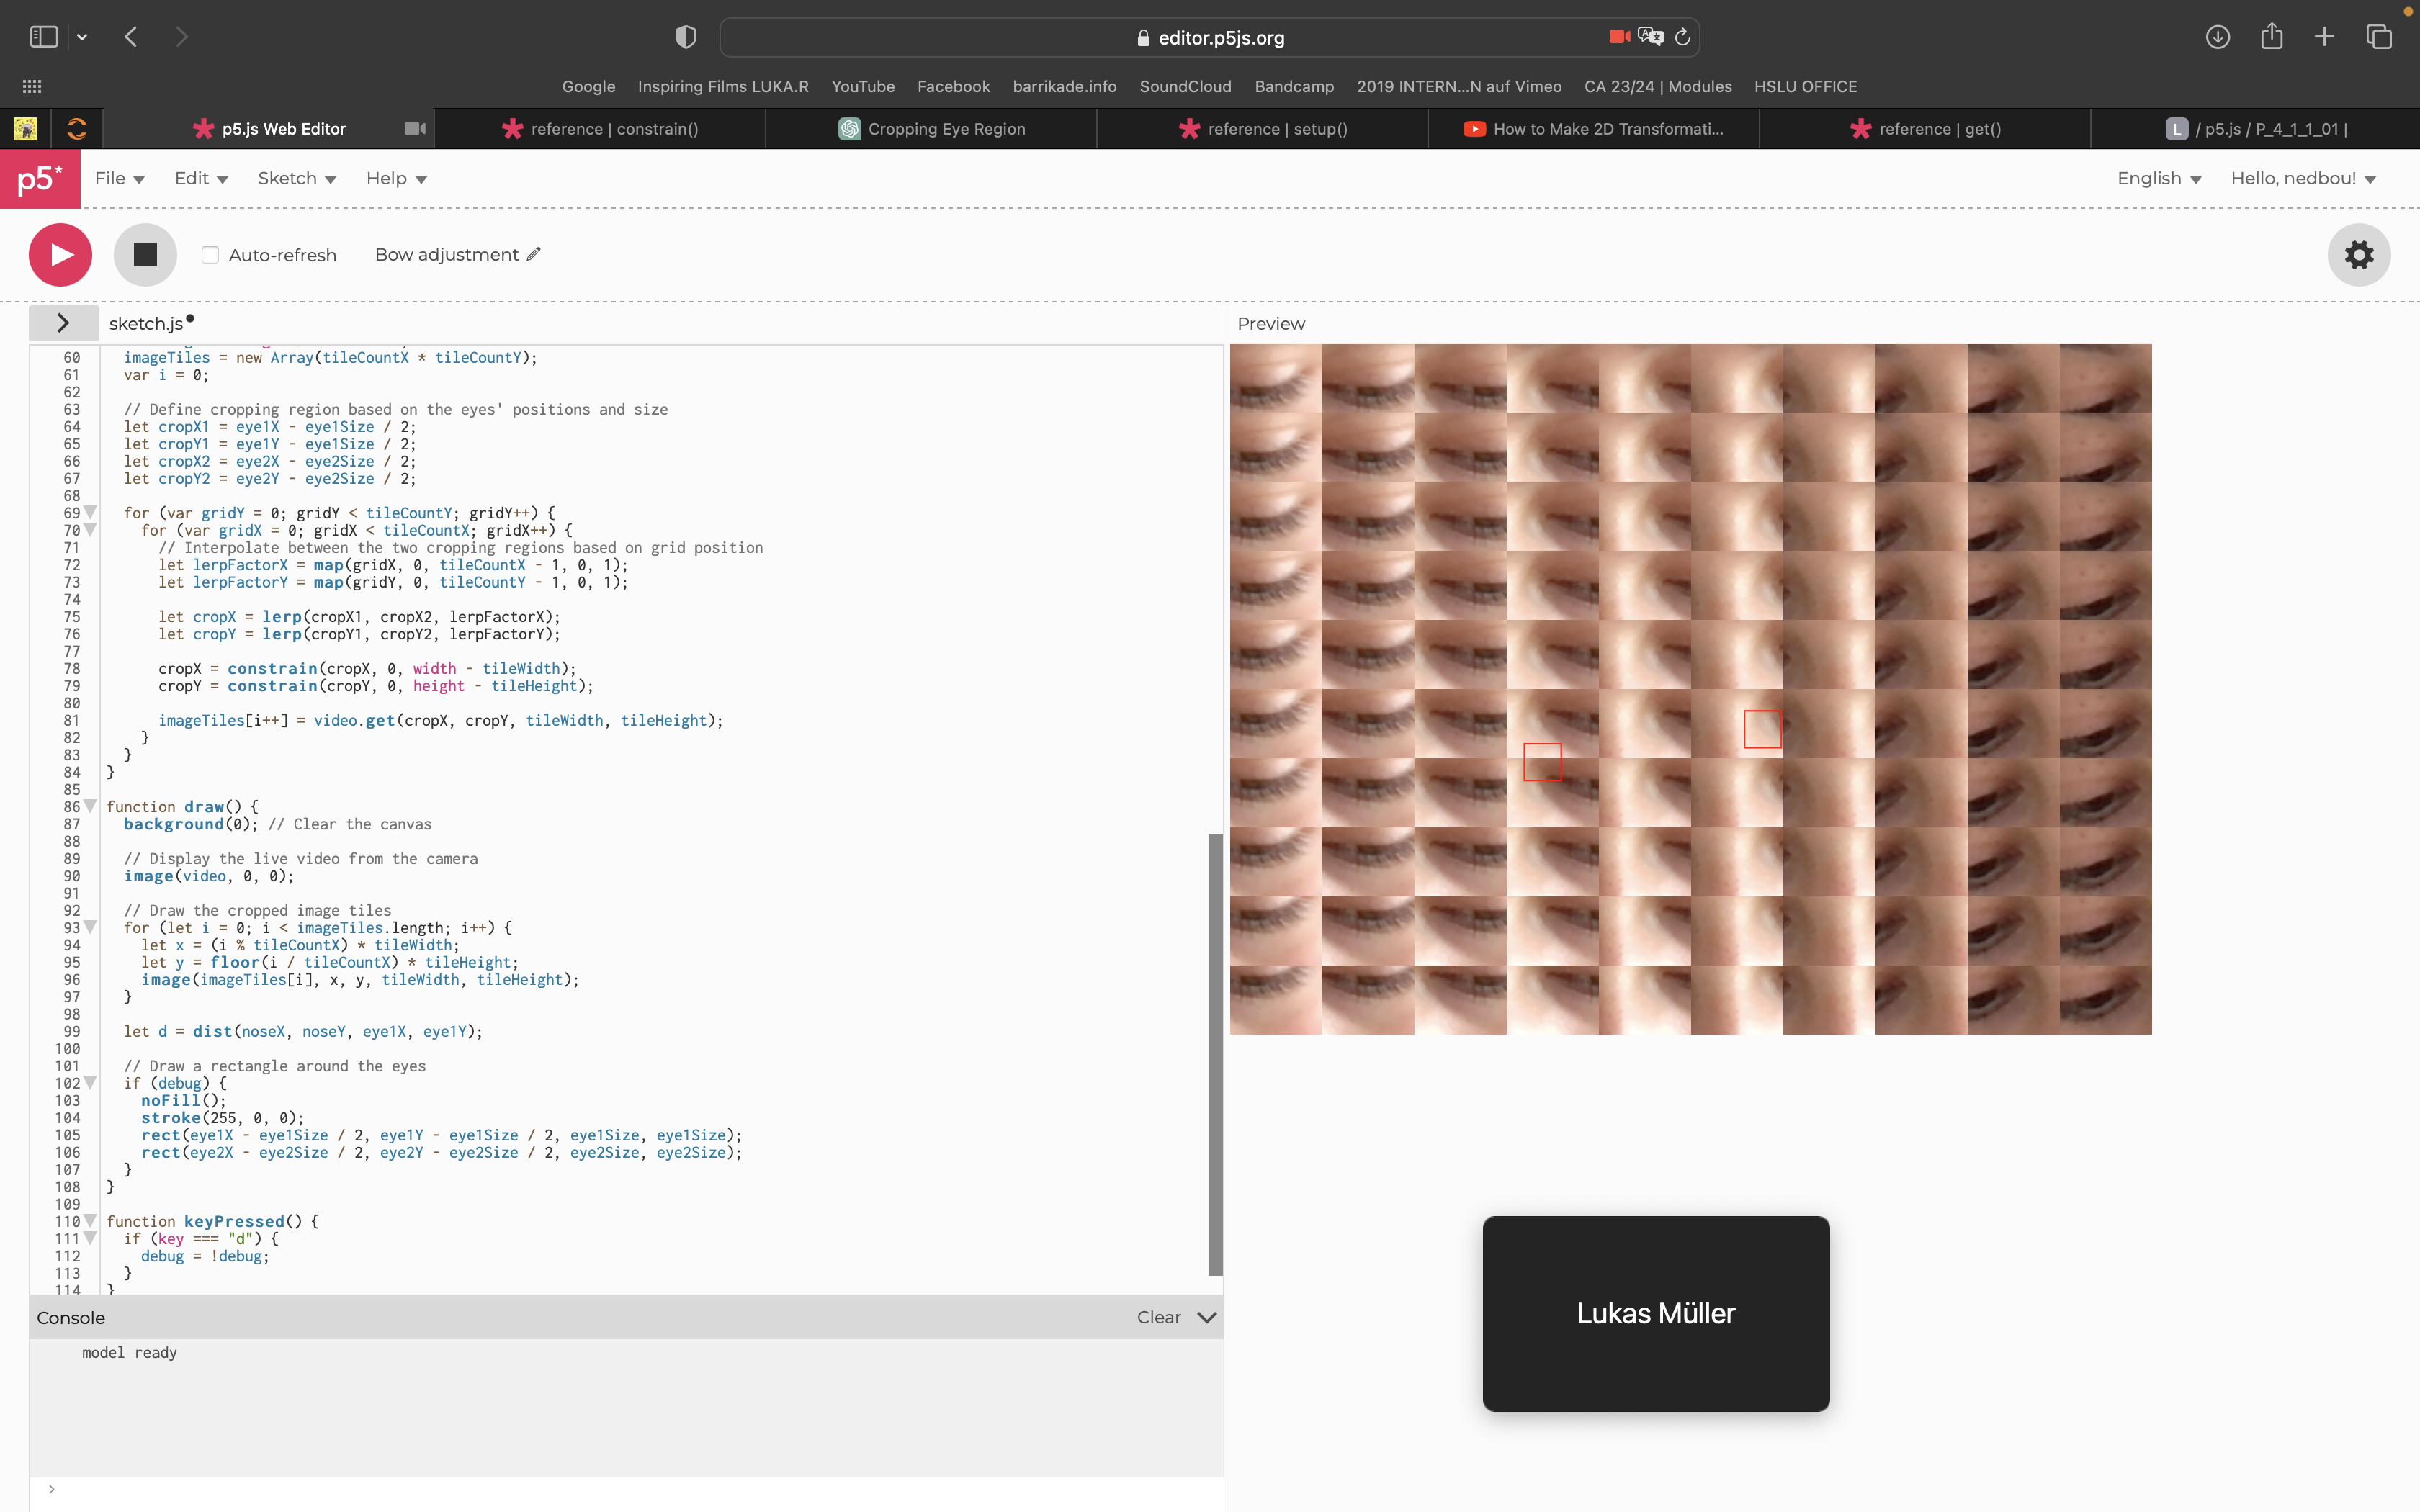 editor.p5js.org
Google Inspiring Films LUKA.R YouTube Facebook barrikade.info SoundCloud Bandcamp 2019 INTERN...N auf Vimeo CA 23/24 | Modules HSLU OFFICE
p5.js Web Editor reference | constrain() Cropping Eye Region reference | setup() How to Make 2D Transformati... reference | get() L / p5.js / P_4_1_1_01 |
p5* File Edit Sketch Help English Hello, nedbou!
Auto-refresh Bow adjustment
> sketch.js Preview
60 imageTiles = new Array(tileCountX * tileCountY);
61 var i = 0;
62
63 // Define cropping region based on the eyes' positions and size
64 let cropX1 = eye1X - eye1Size / 2;
65 let cropY1 = eye1Y - eye1Size / 2;
66 let cropX2 = eye2X - eye2Size / 2;
67 let cropY2 = eye2Y - eye2Size / 2;
68
69 for (var gridY = 0; gridY < tileCountY; gridY++) {
70 for (var gridX = 0; gridX < tileCountX; gridX++) {
71 // Interpolate between the two cropping regions based on grid position
72 let lerpFactorX = map(gridX, 0, tileCountX - 1, 0, 1);
73 let lerpFactorY = map(gridY, 0, tileCountY - 1, 0, 1);
74
75 let cropX = lerp(cropX1, cropX2, lerpFactorX);
76 let cropY = lerp(cropY1, cropY2, lerpFactorY);
77
78 cropX = constrain(cropX, 0, width - tileWidth);
79 cropY = constrain(cropY, 0, height - tileHeight);
80
81 imageTiles[i++] = video.get(cropX, cropY, tileWidth, tileHeight);
82 }
83 }
84 }
85
86 function draw() {
87 background(0); // Clear the canvas
88
89 // Display the live video from the camera
90 image(video, 0, 0);
91
92 // Draw the cropped image tiles
93 for (let i = 0; i < imageTiles.length; i++) {
94 let x = (i % tileCountX) * tileWidth;
95 let y = floor(i / tileCountX) * tileHeight;
96 image(imageTiles[i], x, y, tileWidth, tileHeight);
97 }
98
99 let d = dist(noseX, noseY, eye1X, eye1Y);
100
101 // Draw a rectangle around the eyes
102 if (debug) {
103 noFill();
104 stroke(255, 0, 0);
105 rect(eye1X - eye1Size / 2, eye1Y - eye1Size / 2, eye1Size, eye1Size);
106 rect(eye2X - eye2Size / 2, eye2Y - eye2Size / 2, eye2Size, eye2Size);
107 }
108 }
109
110 function keyPressed() {
111 if (key === "d") {
112 debug = !debug;
113 }
114 }
Console Clear
model ready
>
Lukas Müller